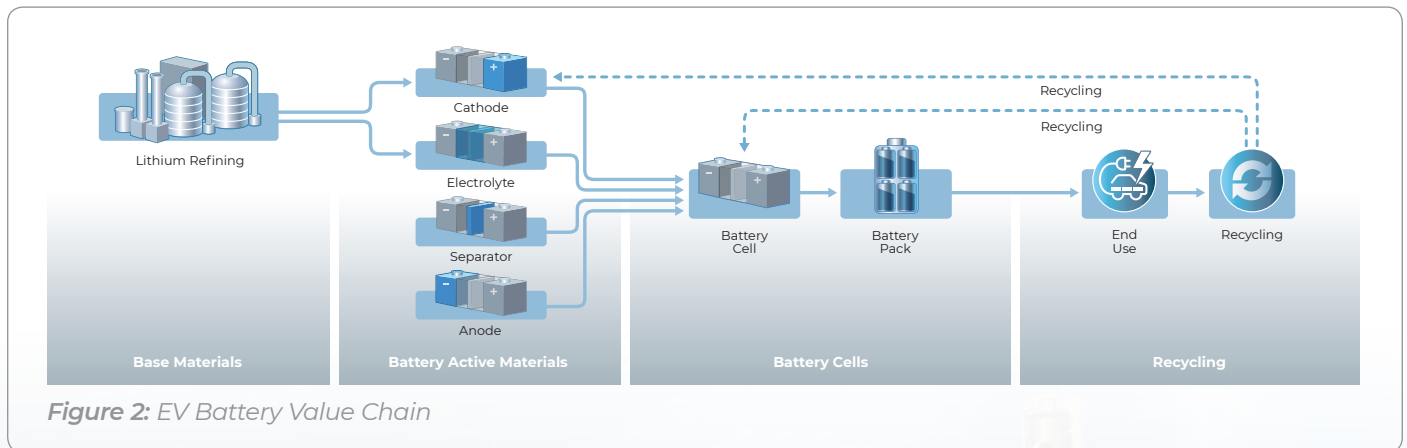 Cathode
Recycling
Recycling
Lithium Refining
Electrolyte
Separator
Anode
Battery
Cell
Battery
Pack
End
Use
Recycling
Base Materials
Battery Active Materials
Battery Cells
Recycling
Figure 2: EV Battery Value Chain